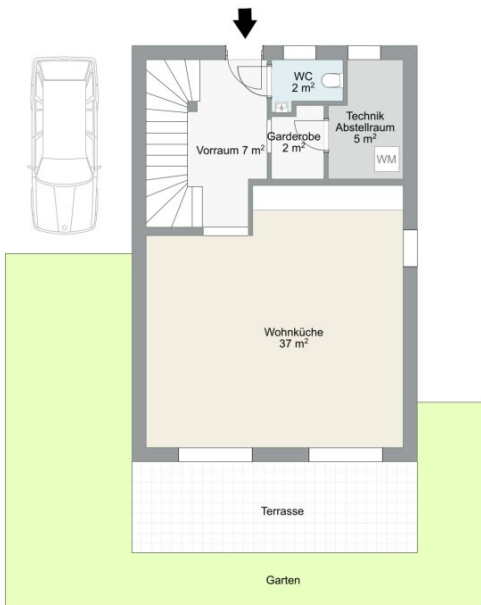 WC
2 m²
Technik
Abstellraum
5 m²
Garderobe
2 m²
Vorraum 7 m²
WM
Wohnküche
37 m²
Terrasse
Garten